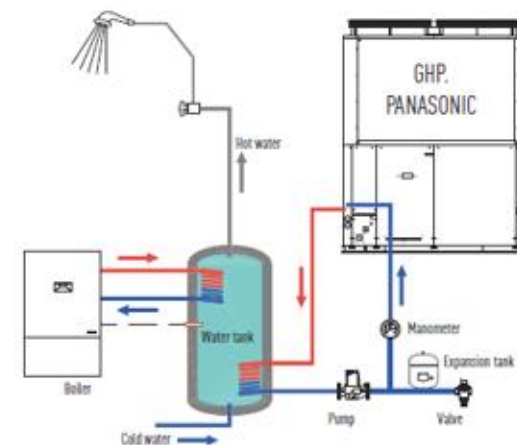 GHP.
PANASONIC
Hot water
Water tank
Manometer
Expansion tank
Boiler
Pump
Valve
Cold water